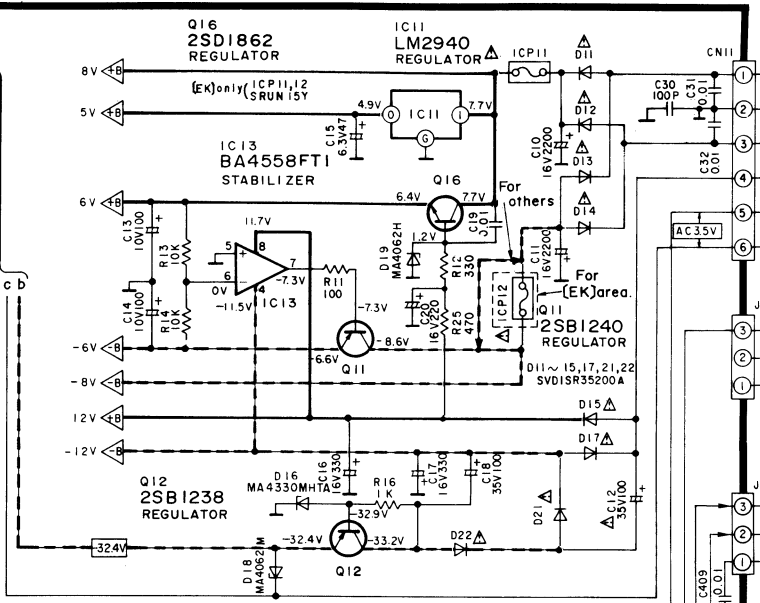 Q16
2SD1862
REGULATOR
IC11
LM2940
REGULATOR
ICP11
D11
CN11
8V +B
[EK]only(ICP11,12
SRUN15Y
5V +B
4.9V
O
IC11
I
7.7V
G
C15
6.3V47
D12
C10
16V2200
D13
C30
100P
C31
0.01
C32
0.01
1
2
3
4
5
6
IC13
BA4558FT1
STABILIZER
Q16
6.4V
7.7V
For
others
6V +B
D14
AC3.5V
C13
10V100
R13
10K
11.7V
5
8
7
6
4
-7.3V
0V
-11.5V
IC13
R11
100
D19
MA4062H
1.2V
C19
0.01
R12
330
C11
16V2200
ICP12
For
[EK]area.
c b
C14
10V100
R14
10K
-7.3V
C20
16V220
R25
470
Q11
2SB1240
REGULATOR
-6V -B
-6.6V
-8.6V
Q11
D11~15,17,21,22
SVD1SR35200A
-8V -B
12V +B
D15
-12V -B
D17
J
3
2
1
Q12
2SB1238
REGULATOR
D16
MA4330MHTA
C16
16V330
R16
1K
C17
16V330
C18
35V100
D21
C12
35V100
-32.9V
-32.4V
-32.4V
-33.2V
D22
D18
MA4062M
Q12
J
3
2
1
C409
0.01